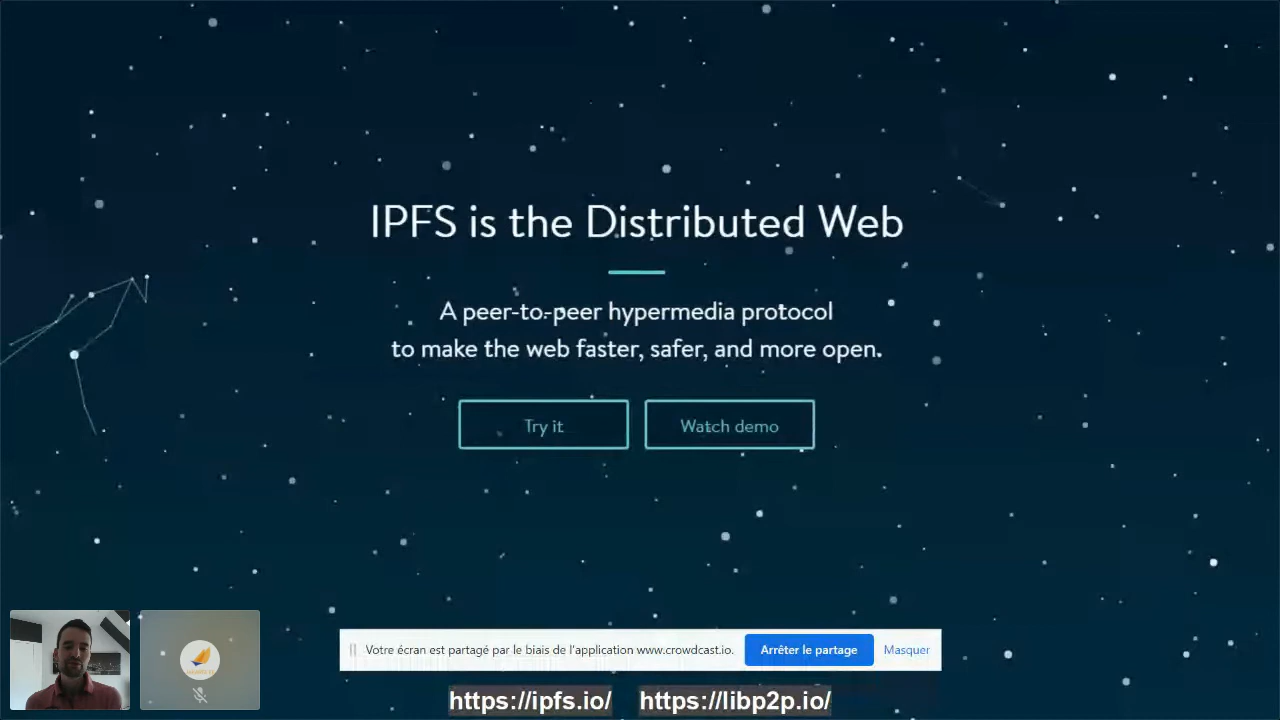 IPFS is the Distributed Web
A peer-to-peer hypermedia protocol
to make the web faster, safer, and more open.
Try it
Watch demo
Votre écran est partagé par le biais de l'application www.crowdcast.io.
Arrêter le partage
Masquer
https://ipfs.io/
https://libp2p.io/